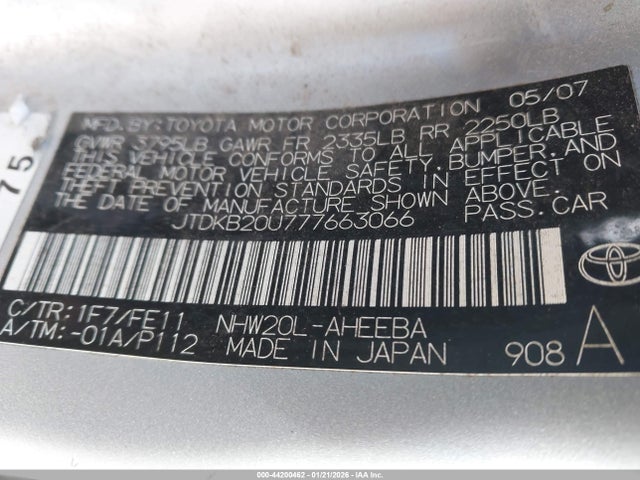 05/07
MFD.BY:TOYOTA MOTOR CORPORATION
GVWR 3795LB GAWR FR 2335LB RR 2250LB
THIS VEHICLE CONFORMS TO ALL APPLICABLE
FEDERAL MOTOR VEHICLE SAFETY, BUMPER, AND
THEFT PREVENTION STANDARDS IN EFFECT ON
THE DATE OF MANUFACTURE SHOWN ABOVE.
JTDKB20U777663066 PASS.CAR
C/TR:1F7/FE11 NHW20L-AHEEBA
A/TM:-01A/P112 MADE IN JAPAN 908 A
75
000-44200462 - 01/21/2026 - © IAA Inc.